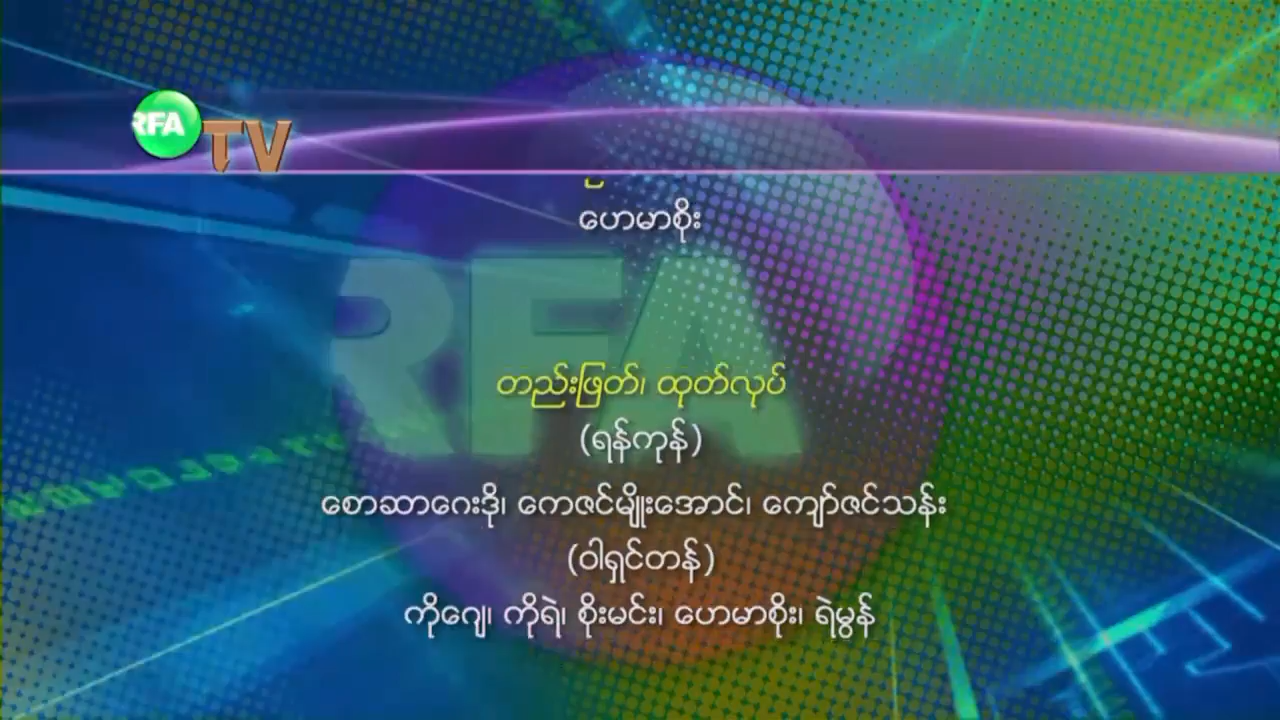 RFA
TV
ဟေမာစိုး
RFA
တည်းဖြတ်၊ ထုတ်လုပ်
(ရန်ကုန်)
စောဆာဂေးဒို၊ ကေဇင်မျိုးအောင်၊ ကျော်ဇင်သန်း
(ဝါရှင်တန်)
ကိုဂျေ၊ ကိုရဲ၊ စိုးမင်း၊ ဟေမာစိုး၊ ရဲမွန်